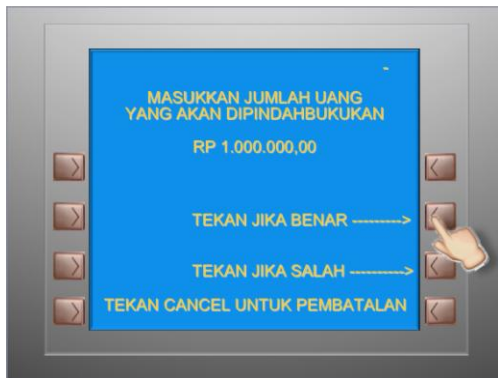 -
MASUKKAN JUMLAH UANG
YANG AKAN DIPINDAHBUKUKAN
RP 1.000.000,00
TEKAN JIKA BENAR --------->
TEKAN JIKA SALAH ---------->
TEKAN CANCEL UNTUK PEMBATALAN